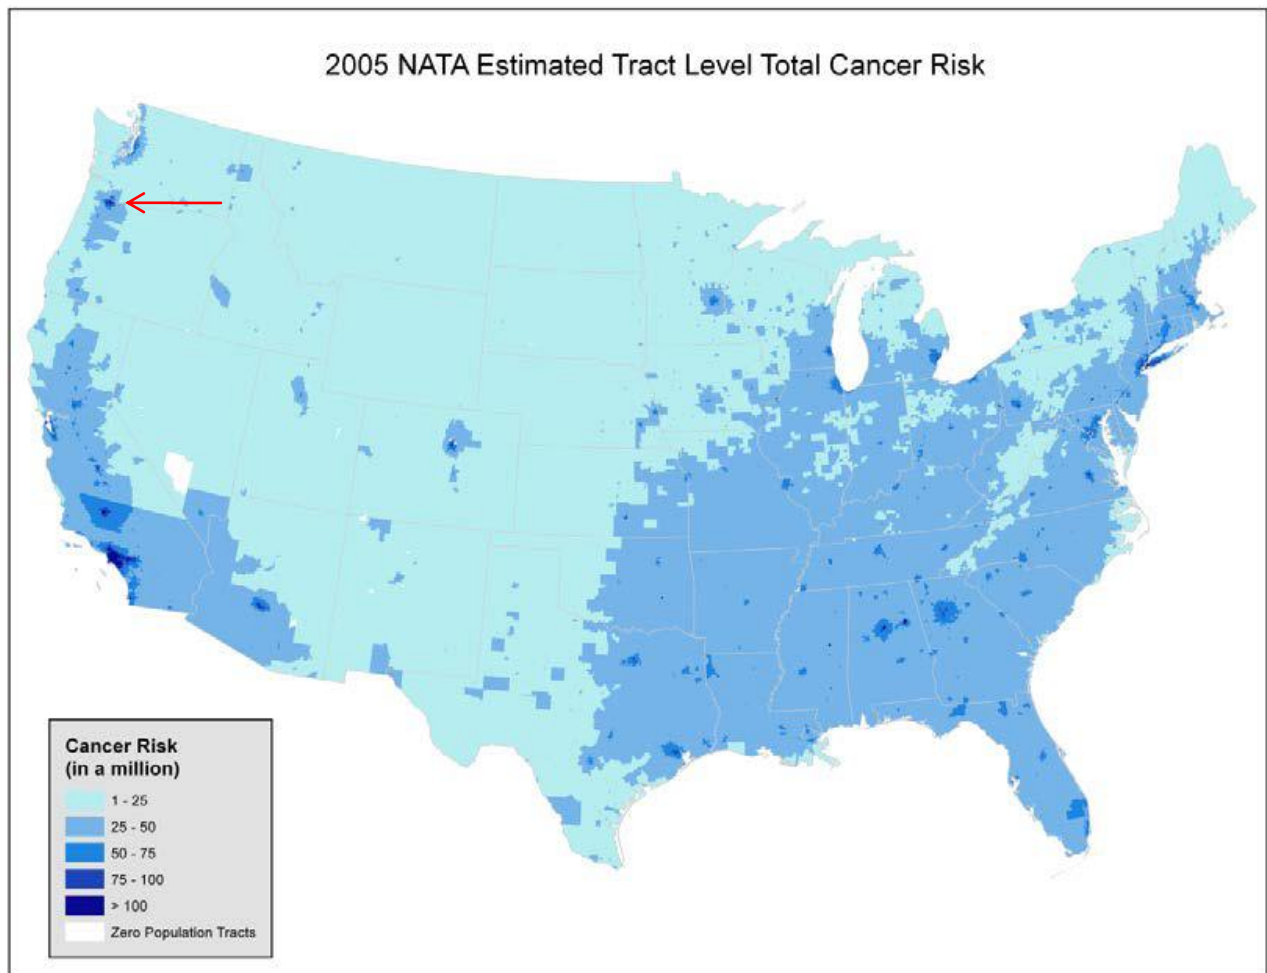 2005 NATA Estimated Tract Level Total Cancer Risk
Cancer Risk
(in a million)
1 - 25
25 - 50
50 - 75
75 - 100
> 100
Zero Population Tracts